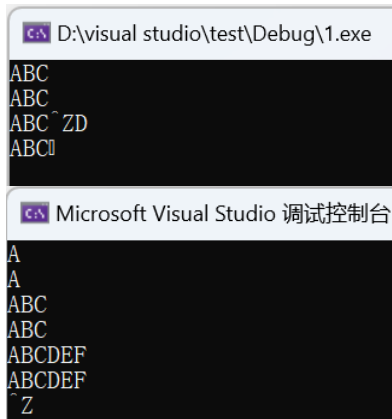 D:\visual studio\test\Debug\1.exe
ABC
ABC
ABC^ZD
ABC
Microsoft Visual Studio 调试控制台
A
A
ABC
ABC
ABCDEF
ABCDEF
^Z